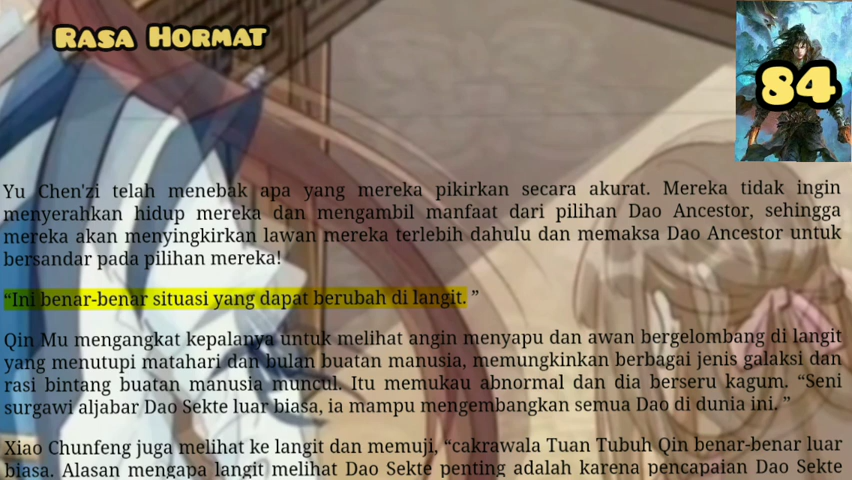 Rasa Hormat
84
Yu Chen'zi telah menebak apa yang mereka pikirkan secara akurat. Mereka tidak ingin
menyerahkan hidup mereka dan mengambil manfaat dari pilihan Dao Ancestor, sehingga
mereka akan menyingkirkan lawan mereka terlebih dahulu dan memaksa Dao Ancestor untuk
bersandar pada pilihan mereka!
“Ini benar-benar situasi yang dapat berubah di langit. ”
Qin Mu mengangkat kepalanya untuk melihat angin menyapu dan awan bergelombang di langit
yang menutupi matahari dan bulan buatan manusia, memungkinkan berbagai jenis galaksi dan
rasi bintang buatan manusia muncul. Itu memukau abnormal dan dia berseru kagum. “Seni
surgawi aljabar Dao Sekte luar biasa, ia mampu mengembangkan semua Dao di dunia ini. ”
Xiao Chunfeng juga melihat ke langit dan memuji, “cakrawala Tuan Tubuh Qin benar-benar luar
biasa. Alasan mengapa langit melihat Dao Sekte penting adalah karena pencapaian Dao Sekte